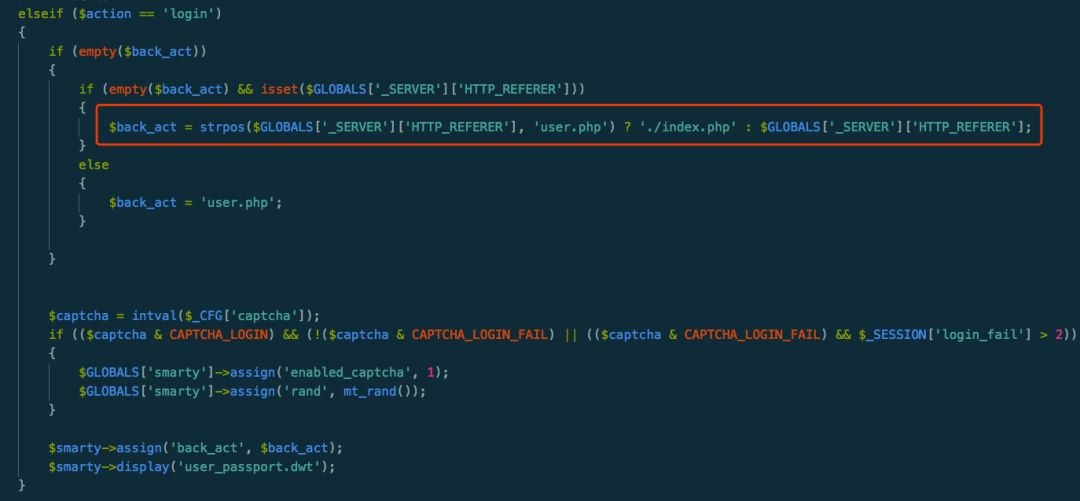 elseif ($action == 'login')
{
if (empty($back_act))
{
if (empty($back_act) && isset($GLOBALS['_SERVER']['HTTP_REFERER']))
{
$back_act = strpos($GLOBALS['_SERVER']['HTTP_REFERER'], 'user.php') ? './index.php' : $GLOBALS['_SERVER']['HTTP_REFERER'];
}
else
{
$back_act = 'user.php';
}
}
$captcha = intval($_CFG['captcha']);
if (($captcha & CAPTCHA_LOGIN) && (!($captcha & CAPTCHA_LOGIN_FAIL) || (($captcha & CAPTCHA_LOGIN_FAIL) && $_SESSION['login_fail'] > 2))
{
$GLOBALS['smarty']->assign('enabled_captcha', 1);
$GLOBALS['smarty']->assign('rand', mt_rand());
}
$smarty->assign('back_act', $back_act);
$smarty->display('user_passport.dwt');
}